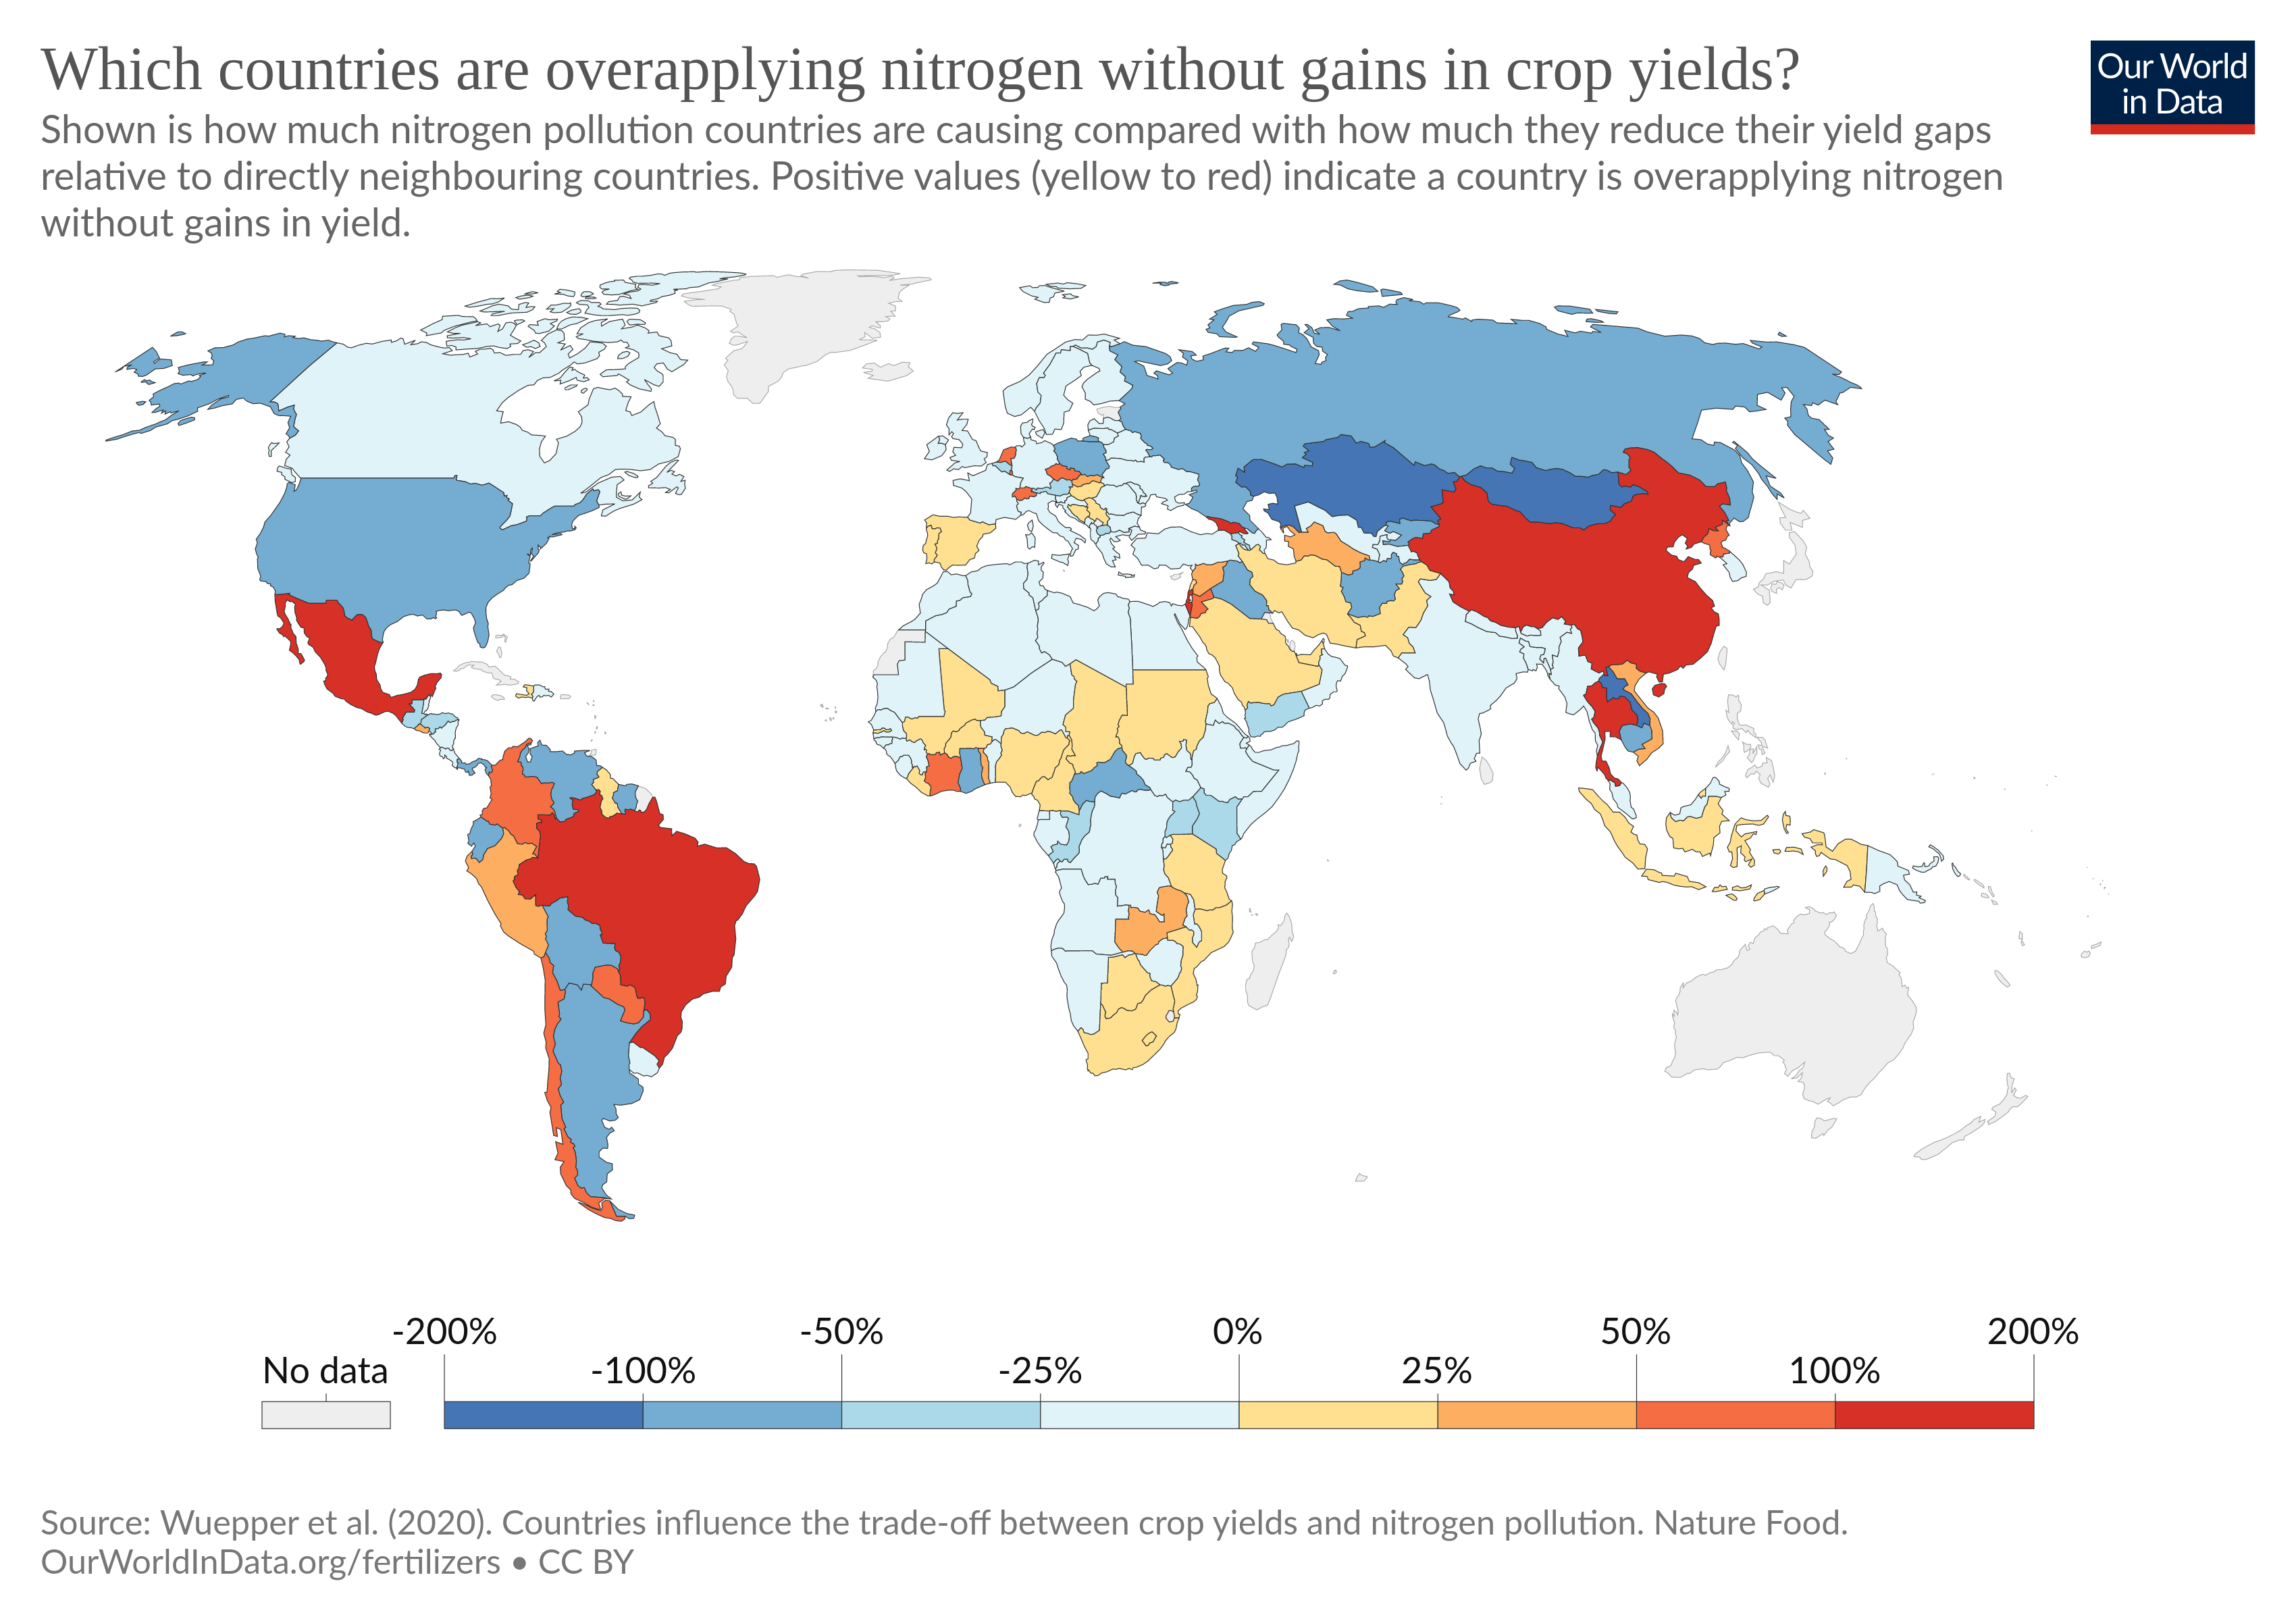 Which countries are overapplying nitrogen without gains in crop yields?
Our World
in Data
Shown is how much nitrogen pollution countries are causing compared with how much they reduce their yield gaps
relative to directly neighbouring countries. Positive values (yellow to red) indicate a country is overapplying nitrogen
without gains in yield.
-200% -50% 0% 50% 200%
No data -100% -25% 25% 100%
Source: Wuepper et al. (2020). Countries influence the trade-off between crop yields and nitrogen pollution. Nature Food.
OurWorldInData.org/fertilizers • CC BY